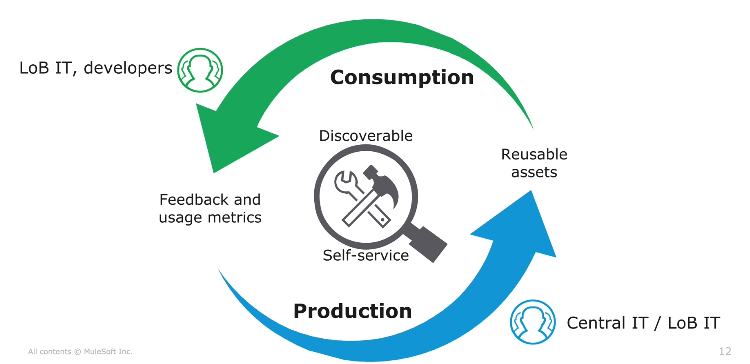 LoB IT, developers
Consumption
Discoverable
Reusable
assets
Feedback and
usage metrics
Self-service
Production
Central IT / LoB IT
All contents © MuleSoft Inc.
12